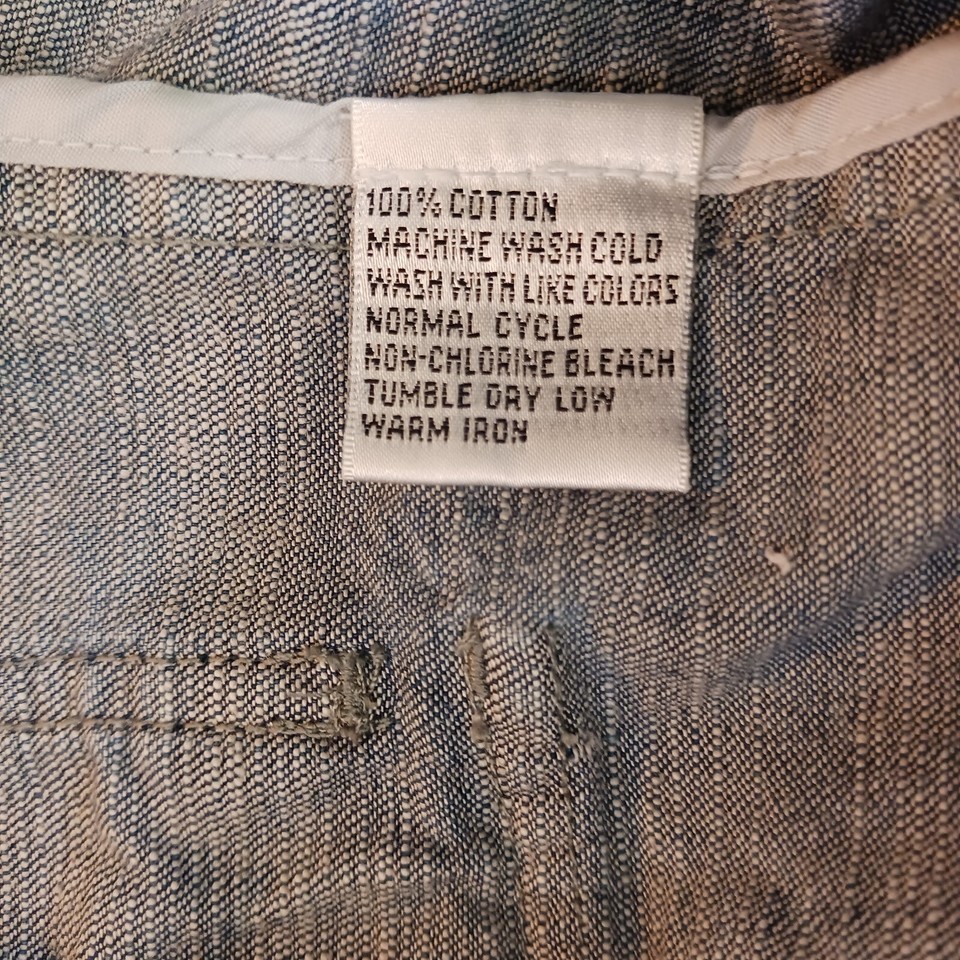 100% COTTON
MACHINE WASH COLD
WASH WITH LIKE COLORS
NORMAL CYCLE
NON-CHLORINE BLEACH
TUMBLE DRY LOW
WARM IRON